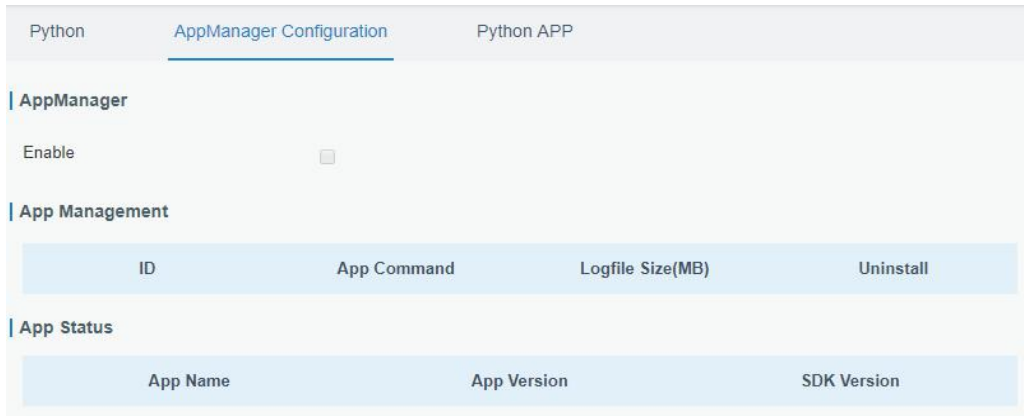 Python AppManager Configuration Python APP
AppManager
Enable
App Management
ID App Command Logfile Size(MB) Uninstall
App Status
App Name App Version SDK Version